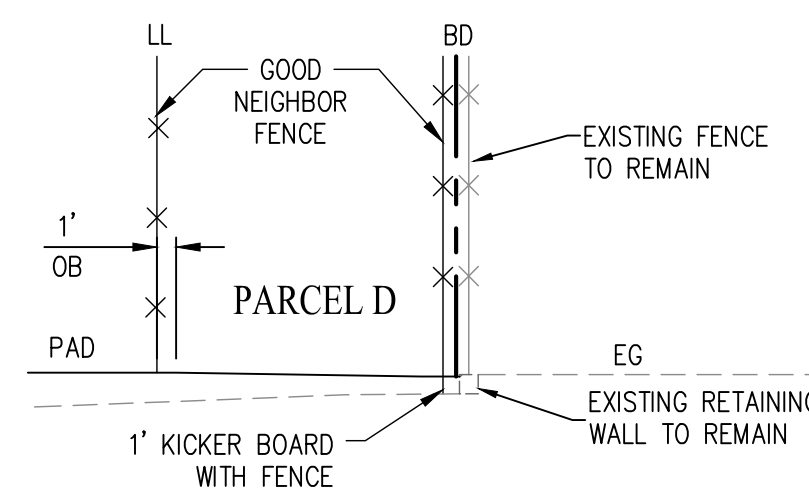 LL
BD
GOOD
NEIGHBOR
FENCE
EXISTING FENCE
TO REMAIN
1'
OB
PARCEL D
PAD
EG
EXISTING RETAINING
WALL TO REMAIN
1' KICKER BOARD
WITH FENCE